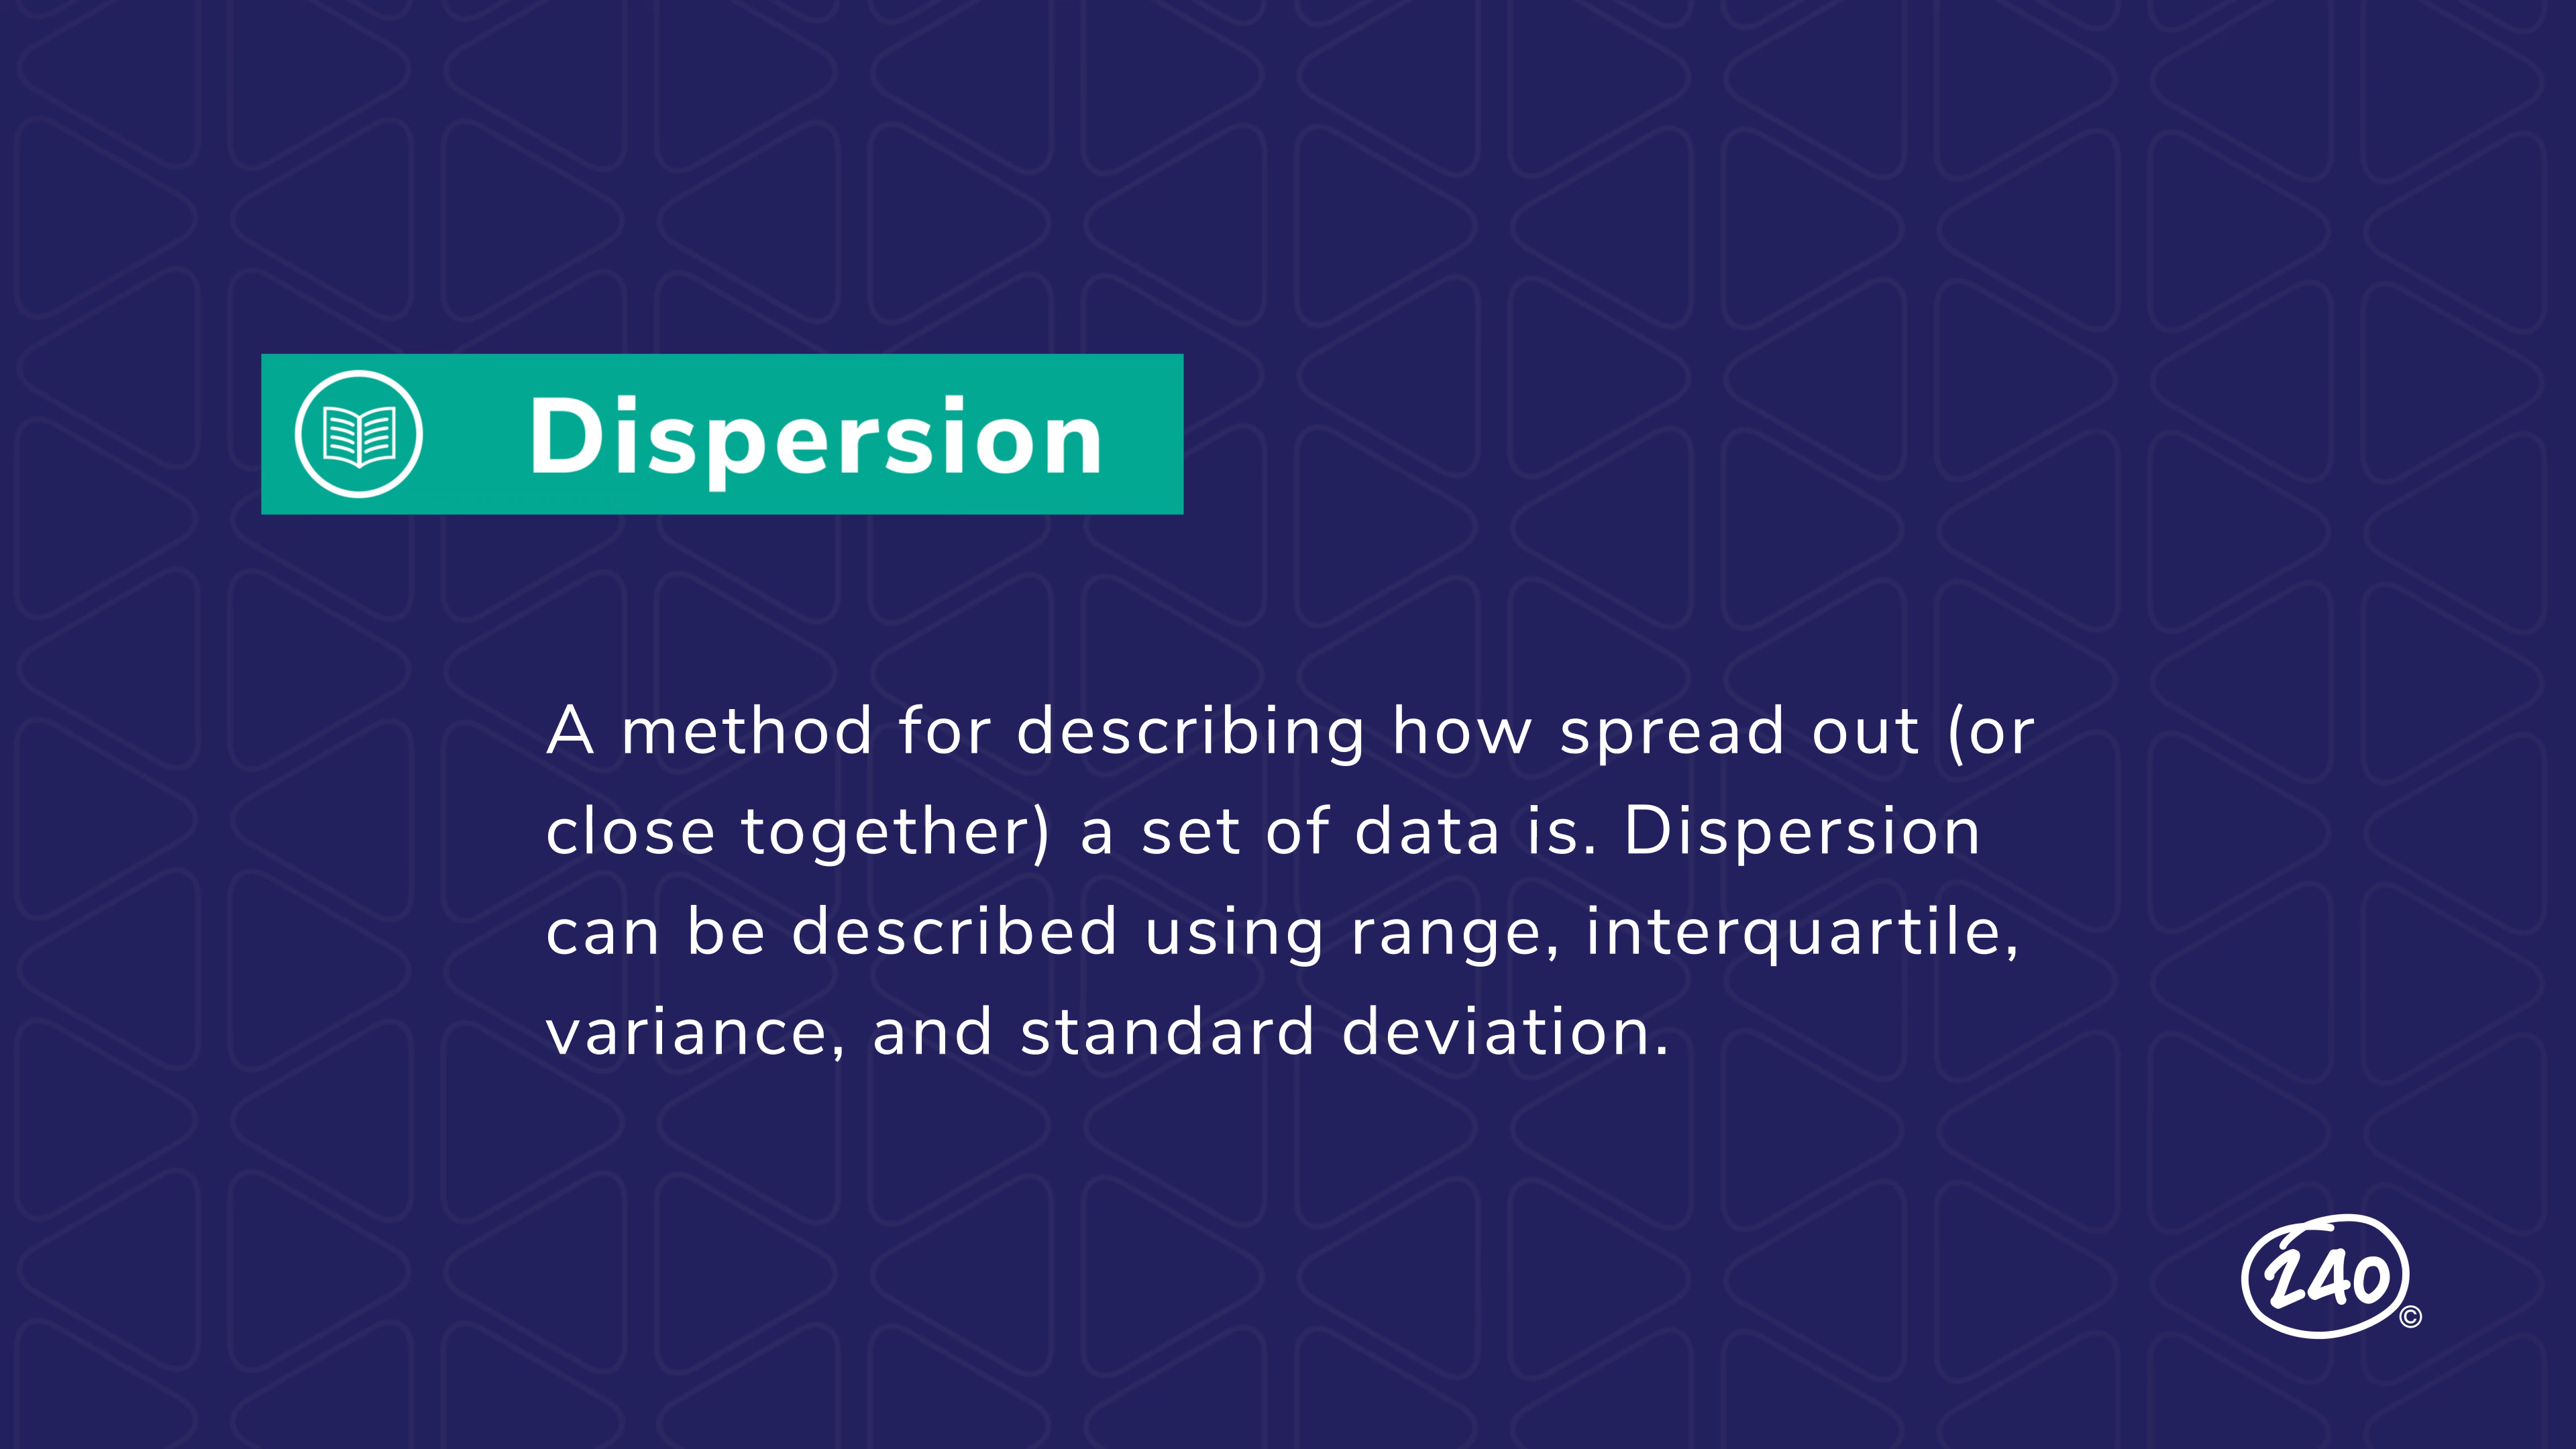 Dispersion
A method for describing how spread out (or
close together) a set of data is. Dispersion
can be described using range, interquartile,
variance, and standard deviation.
240
©